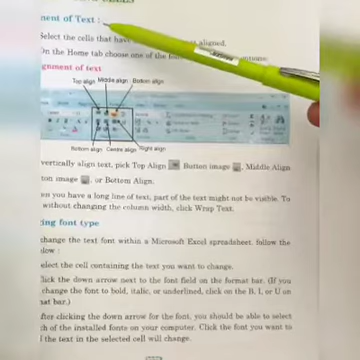 ment of Text :
Select the cells that have aligned.
On the Home tab choose one of the
gnment of text
Top align Middle align Bottom align
Bottom align Centre align Right align
vertically align text, pick Top Align Button image , Middle Align
ton image , or Bottom Align.
en you have a long line of text, part of the text might not be visible. To
without changing the column width, click Wrap Text.
ing font type
change the text font within a Microsoft Excel spreadsheet, follow the
low :
elect the cell containing the text you want to change.
lick the down arrow next to the font field on the format bar. (If you
change the font to bold, italic, or underlined, click on the B, I, or U on
mat bar.)
fter clicking the down arrow for the font, you should be able to select
ch of the installed fonts on your computer. Click the font you want to
f the text in the selected cell will change.